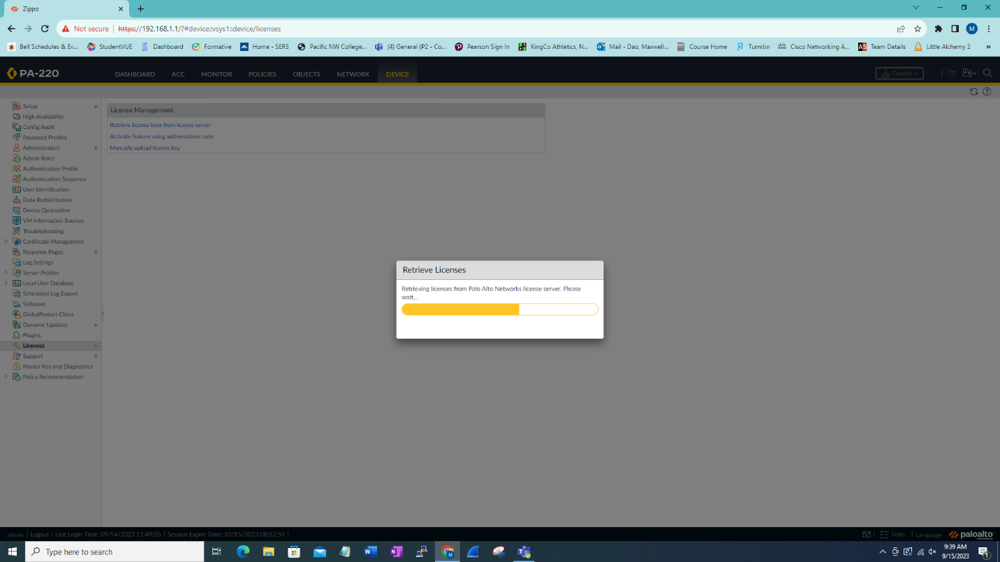 Zippo
Not secure https://192.168.1.1/?#device::vsys1::device/licenses
Bell Schedules & Ev... StudentVUE Dashboard Formative Home - SERS Pacific NW College... (4) General (P2 - Co... Pearson Sign In KingCo Athletics, N... Mail - Dao, Maxwell... Course Home Turnitin Cisco Networking A... Team Details Little Alchemy 2 »
PA-220 DASHBOARD ACC MONITOR POLICIES OBJECTS NETWORK DEVICE Commit
Setup
High Availability
Config Audit
Password Profiles
Administrators
Admin Roles
Authentication Profile
Authentication Sequence
User Identification
Data Redistribution
Device Quarantine
VM Information Sources
Troubleshooting
Certificate Management
Response Pages
Log Settings
Server Profiles
Local User Database
Scheduled Log Export
Software
GlobalProtect Client
Dynamic Updates
Plugins
Licenses
Support
Master Key and Diagnostics
Policy Recommendation
License Management
Retrieve license keys from license server
Activate feature using authorization code
Manually upload license key
Retrieve Licenses
Retrieving licenses from Palo Alto Networks license server. Please
wait...
admin | Logout | Last Login Time: 09/14/2023 11:49:05 | Session Expire Time: 10/15/2023 08:52:59 | Tasks | Language paloalto
NETWORKS
Type here to search
9:39 AM
9/15/2023